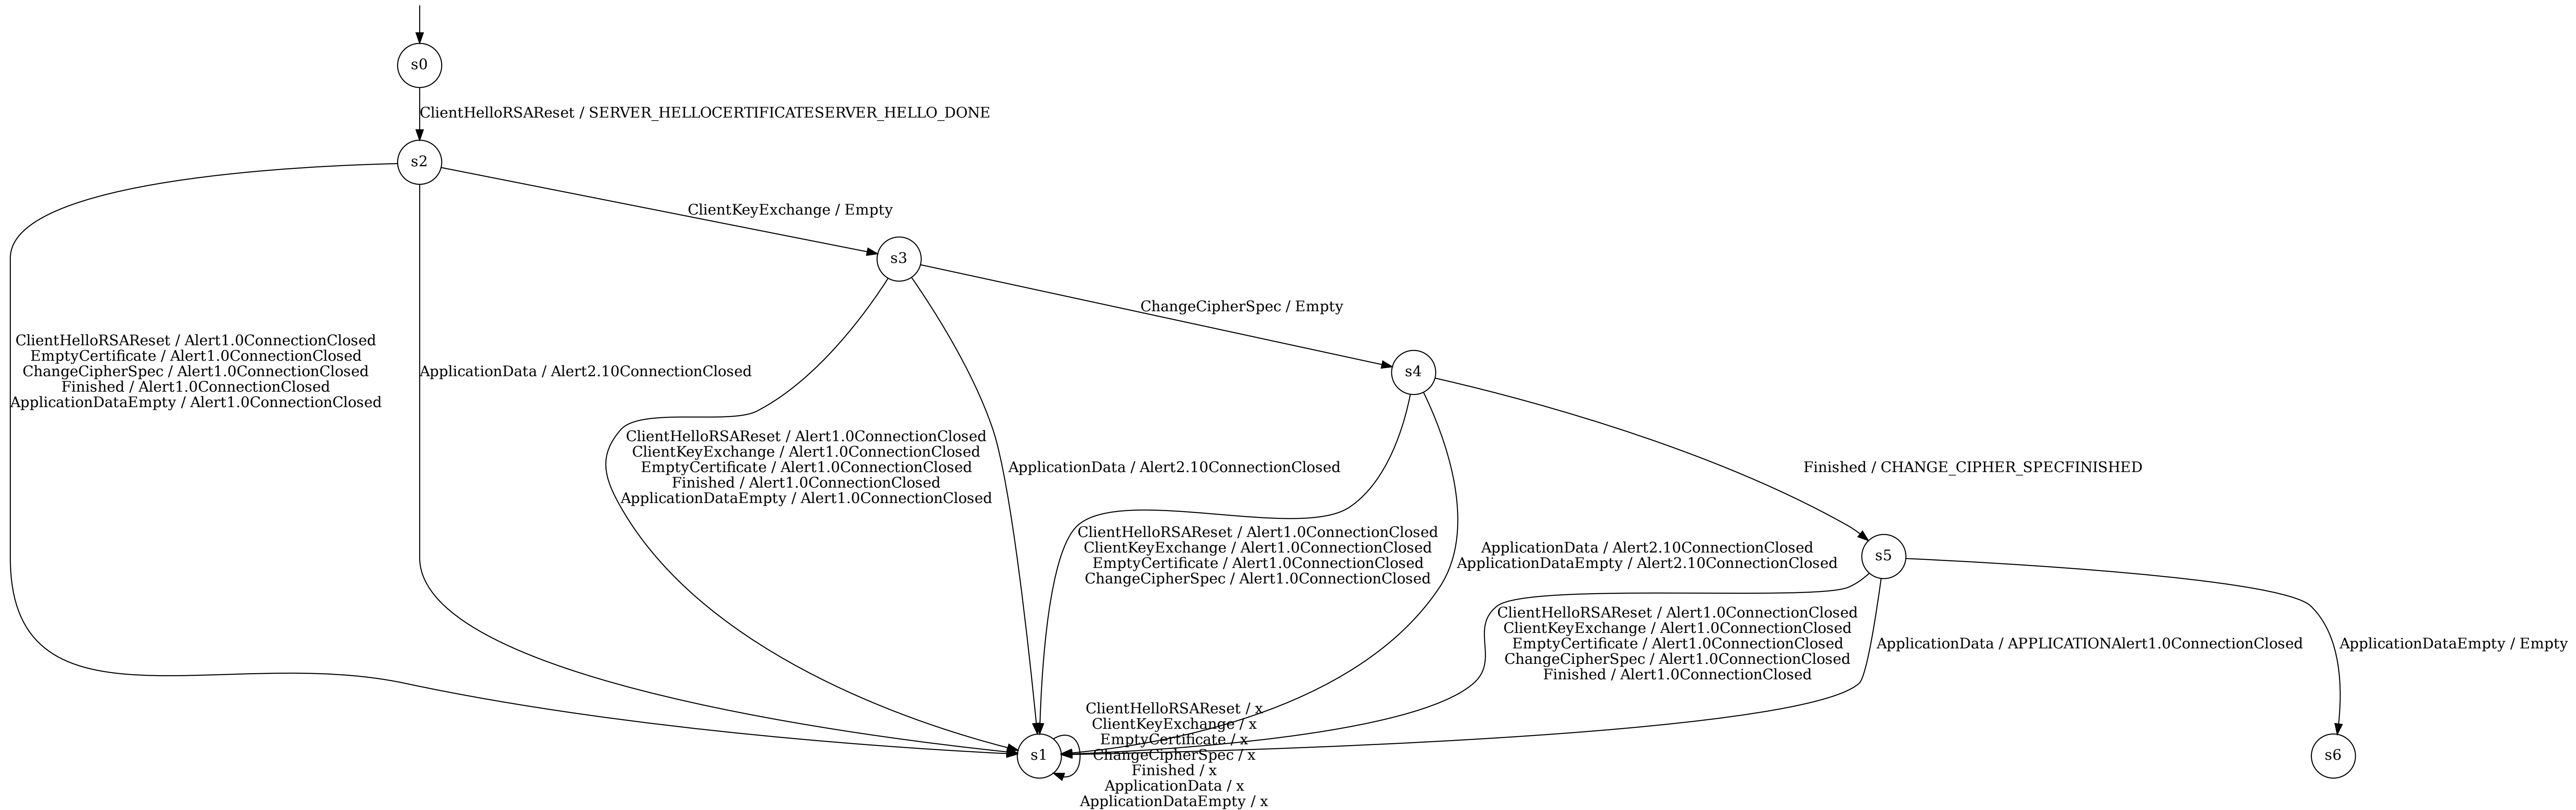 s0
ClientHelloRSAReset / SERVER_HELLOCERTIFICATESERVER_HELLO_DONE
s2
ClientKeyExchange / Empty
s3
ChangeCipherSpec / Empty
ClientHelloRSAReset / Alert1.0ConnectionClosed
EmptyCertificate / Alert1.0ConnectionClosed
ChangeCipherSpec / Alert1.0ConnectionClosed
Finished / Alert1.0ConnectionClosed
ApplicationDataEmpty / Alert1.0ConnectionClosed
ApplicationData / Alert2.10ConnectionClosed
s4
ClientHelloRSAReset / Alert1.0ConnectionClosed
ClientKeyExchange / Alert1.0ConnectionClosed
EmptyCertificate / Alert1.0ConnectionClosed
Finished / Alert1.0ConnectionClosed
ApplicationDataEmpty / Alert1.0ConnectionClosed
ApplicationData / Alert2.10ConnectionClosed
Finished / CHANGE_CIPHER_SPECFINISHED
ClientHelloRSAReset / Alert1.0ConnectionClosed
ClientKeyExchange / Alert1.0ConnectionClosed
EmptyCertificate / Alert1.0ConnectionClosed
ChangeCipherSpec / Alert1.0ConnectionClosed
ApplicationData / Alert2.10ConnectionClosed
ApplicationDataEmpty / Alert2.10ConnectionClosed
s5
ClientHelloRSAReset / Alert1.0ConnectionClosed
ClientKeyExchange / Alert1.0ConnectionClosed
EmptyCertificate / Alert1.0ConnectionClosed
ChangeCipherSpec / Alert1.0ConnectionClosed
Finished / Alert1.0ConnectionClosed
ApplicationData / APPLICATIONAlert1.0ConnectionClosed
ApplicationDataEmpty / Empty
s1
ClientHelloRSAReset / x
ClientKeyExchange / x
EmptyCertificate / x
ChangeCipherSpec / x
Finished / x
ApplicationData / x
ApplicationDataEmpty / x
s6